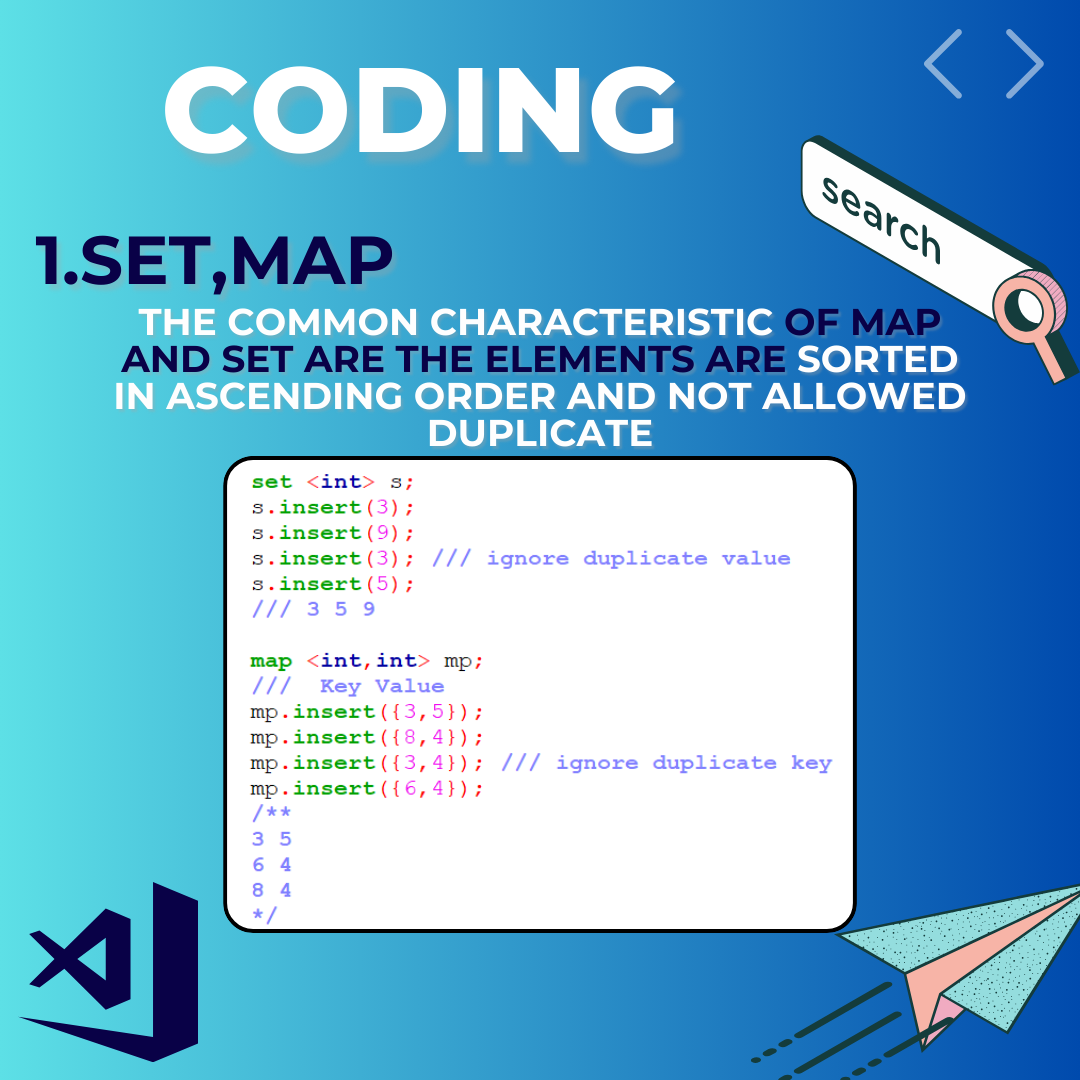 CODING
search
1.SET,MAP
THE COMMON CHARACTERISTIC OF MAP
AND SET ARE THE ELEMENTS ARE SORTED
IN ASCENDING ORDER AND NOT ALLOWED
DUPLICATE
set <int> s;
s.insert(3);
s.insert(9);
s.insert(3); /// ignore duplicate value
s.insert(5);
/// 3 5 9
map <int,int> mp;
///  Key Value
mp.insert({3,5});
mp.insert({8,4});
mp.insert({3,4}); /// ignore duplicate key
mp.insert({6,4});
/**
3 5
6 4
8 4
*/